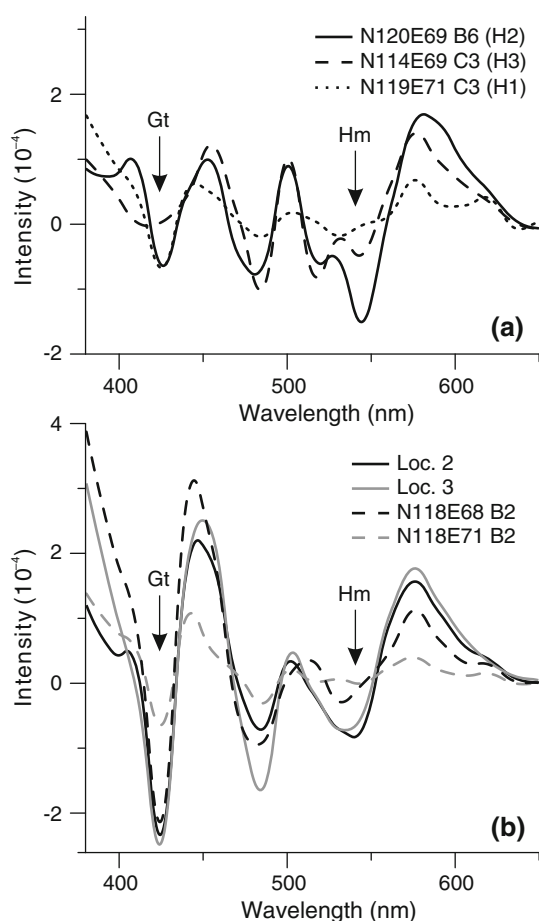 N120E69 B6 (H2)
N114E69 C3 (H3)
N119E71 C3 (H1)
Gt
Hm
2
0
-2
Intensity (10⁻⁴)
(a)
400
500
600
Wavelength (nm)
4
2
0
-2
Intensity (10⁻⁴)
Loc. 2
Loc. 3
N118E68 B2
N118E71 B2
Gt
Hm
(b)
400
500
600
Wavelength (nm)